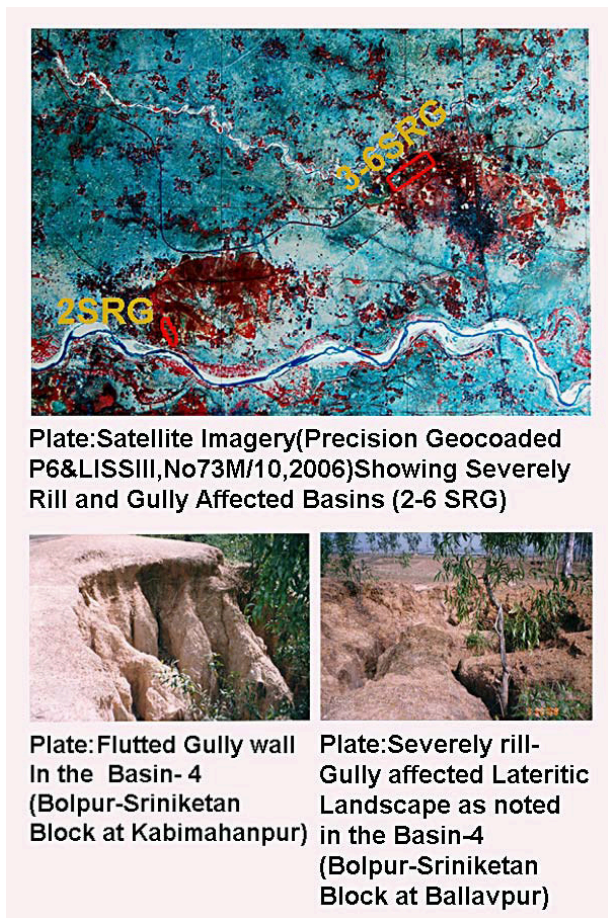 3-6SRG
2SRG
Plate:Satellite Imagery(Precision Geocoaded
P6&LISSIII,No73M/10,2006)Showing Severely
Rill and Gully Affected Basins (2-6 SRG)
Plate:Flutted Gully wall
In the Basin- 4
(Bolpur-Sriniketan
Block at Kabimahanpur)
Plate:Severely rill-
Gully affected Lateritic
Landscape as noted
in the Basin-4
(Bolpur-Sriniketan
Block at Ballavpur)